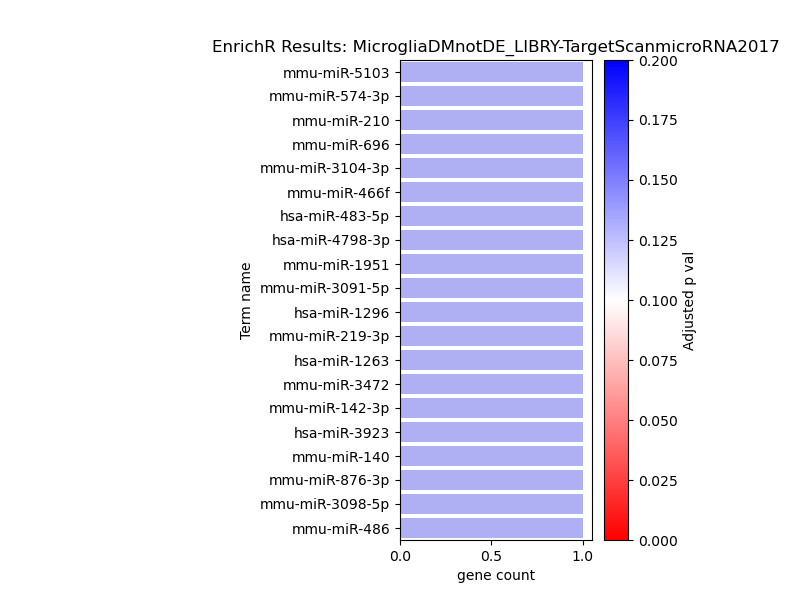 EnrichR Results: MicrogliaDMnotDE_LIBRY-TargetScanmicroRNA2017
mmu-miR-5103
mmu-miR-574-3p
mmu-miR-210
mmu-miR-696
mmu-miR-3104-3p
mmu-miR-466f
hsa-miR-483-5p
hsa-miR-4798-3p
mmu-miR-1951
mmu-miR-3091-5p
hsa-miR-1296
mmu-miR-219-3p
hsa-miR-1263
mmu-miR-3472
mmu-miR-142-3p
hsa-miR-3923
mmu-miR-140
mmu-miR-876-3p
mmu-miR-3098-5p
mmu-miR-486
Term name
0.0 0.5 1.0
gene count
0.200
0.175
0.150
0.125
0.100
0.075
0.050
0.025
0.000
Adjusted p val